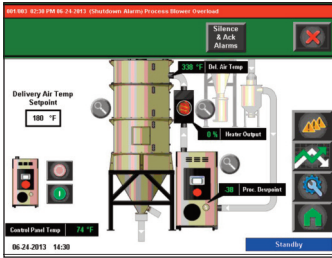 001/003 02:38 PM 06-24-2013 (Shutdown Alarm) Process Blower Overload
Silence
& Ack
Alarms
330 °F Del. Air Temp
Delivery Air Temp
Setpoint
180 °F
0 % Heater Output
-38 Proc. Dewpoint
Control Panel Temp 74 °F
06-24-2013 14:38
Standby